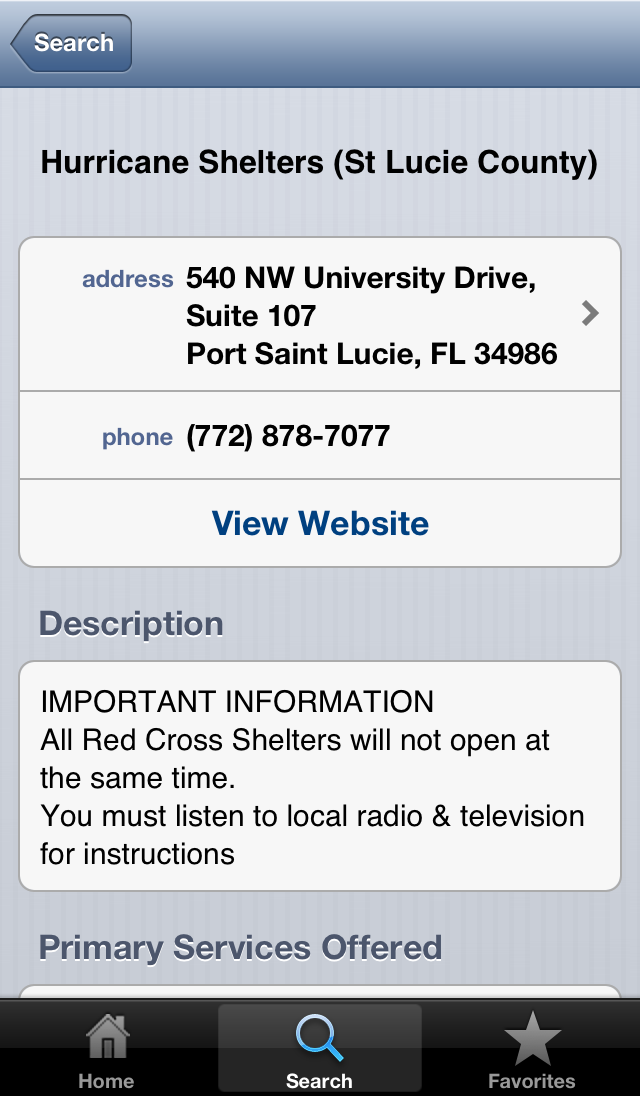 Search
Hurricane Shelters (St Lucie County)
address 540 NW University Drive,
Suite 107
Port Saint Lucie, FL 34986
phone (772) 878-7077
View Website
Description
IMPORTANT INFORMATION
All Red Cross Shelters will not open at
the same time.
You must listen to local radio & television
for instructions
Primary Services Offered
Home Search Favorites